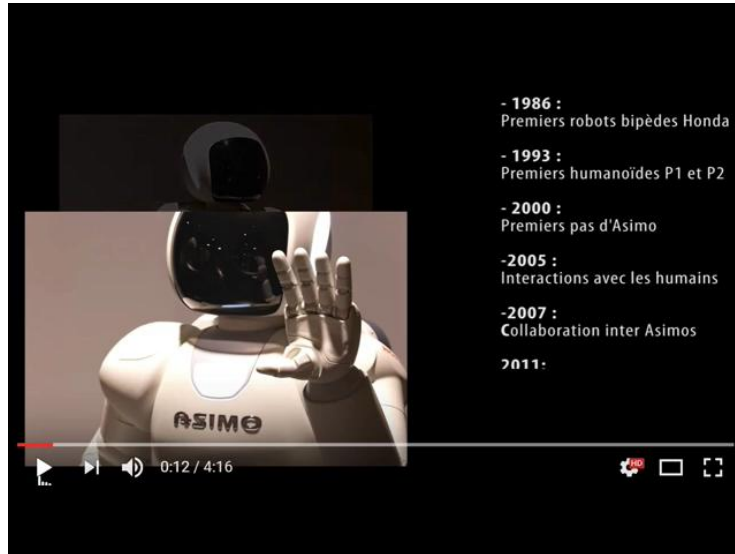 - 1986 :
Premiers robots bipèdes Honda
- 1993 :
Premiers humanoïdes P1 et P2
- 2000 :
Premiers pas d'Asimo
-2005 :
Interactions avec les humains
-2007 :
Collaboration inter Asimos
2011:
ASIMO
0:12 / 4:16
HD